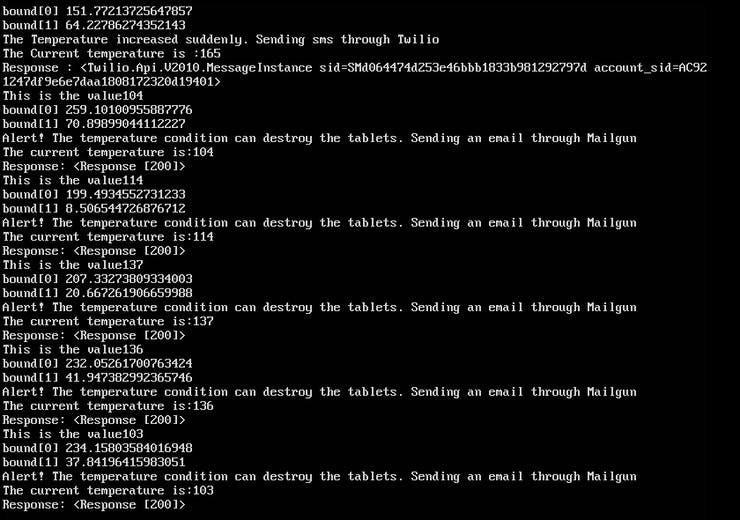 bound[0] 151.77213725647857
bound[1] 64.22786274352143
The Temperature increased suddenly. Sending sms through Twilio
The Current temperature is :165
Response : <Twilio.Api.V2010.MessageInstance sid=SMd064474d253e46bbb1833b981292797d account_sid=AC92
1247df9e6e7daa1808172320d19401>
This is the value104
bound[0] 259.10100955887776
bound[1] 70.89899044112227
Alert! The temperature condition can destroy the tablets. Sending an email through Mailgun
The current temperature is:104
Response: <Response [200]>
This is the value114
bound[0] 199.4934552731233
bound[1] 8.506544726876712
Alert! The temperature condition can destroy the tablets. Sending an email through Mailgun
The current temperature is:114
Response: <Response [200]>
This is the value137
bound[0] 207.33273809334003
bound[1] 20.667261906659988
Alert! The temperature condition can destroy the tablets. Sending an email through Mailgun
The current temperature is:137
Response: <Response [200]>
This is the value136
bound[0] 232.05261700763424
bound[1] 41.947382992365746
Alert! The temperature condition can destroy the tablets. Sending an email through Mailgun
The current temperature is:136
Response: <Response [200]>
This is the value103
bound[0] 234.15803584016948
bound[1] 37.84196415983051
Alert! The temperature condition can destroy the tablets. Sending an email through Mailgun
The current temperature is:103
Response: <Response [200]>